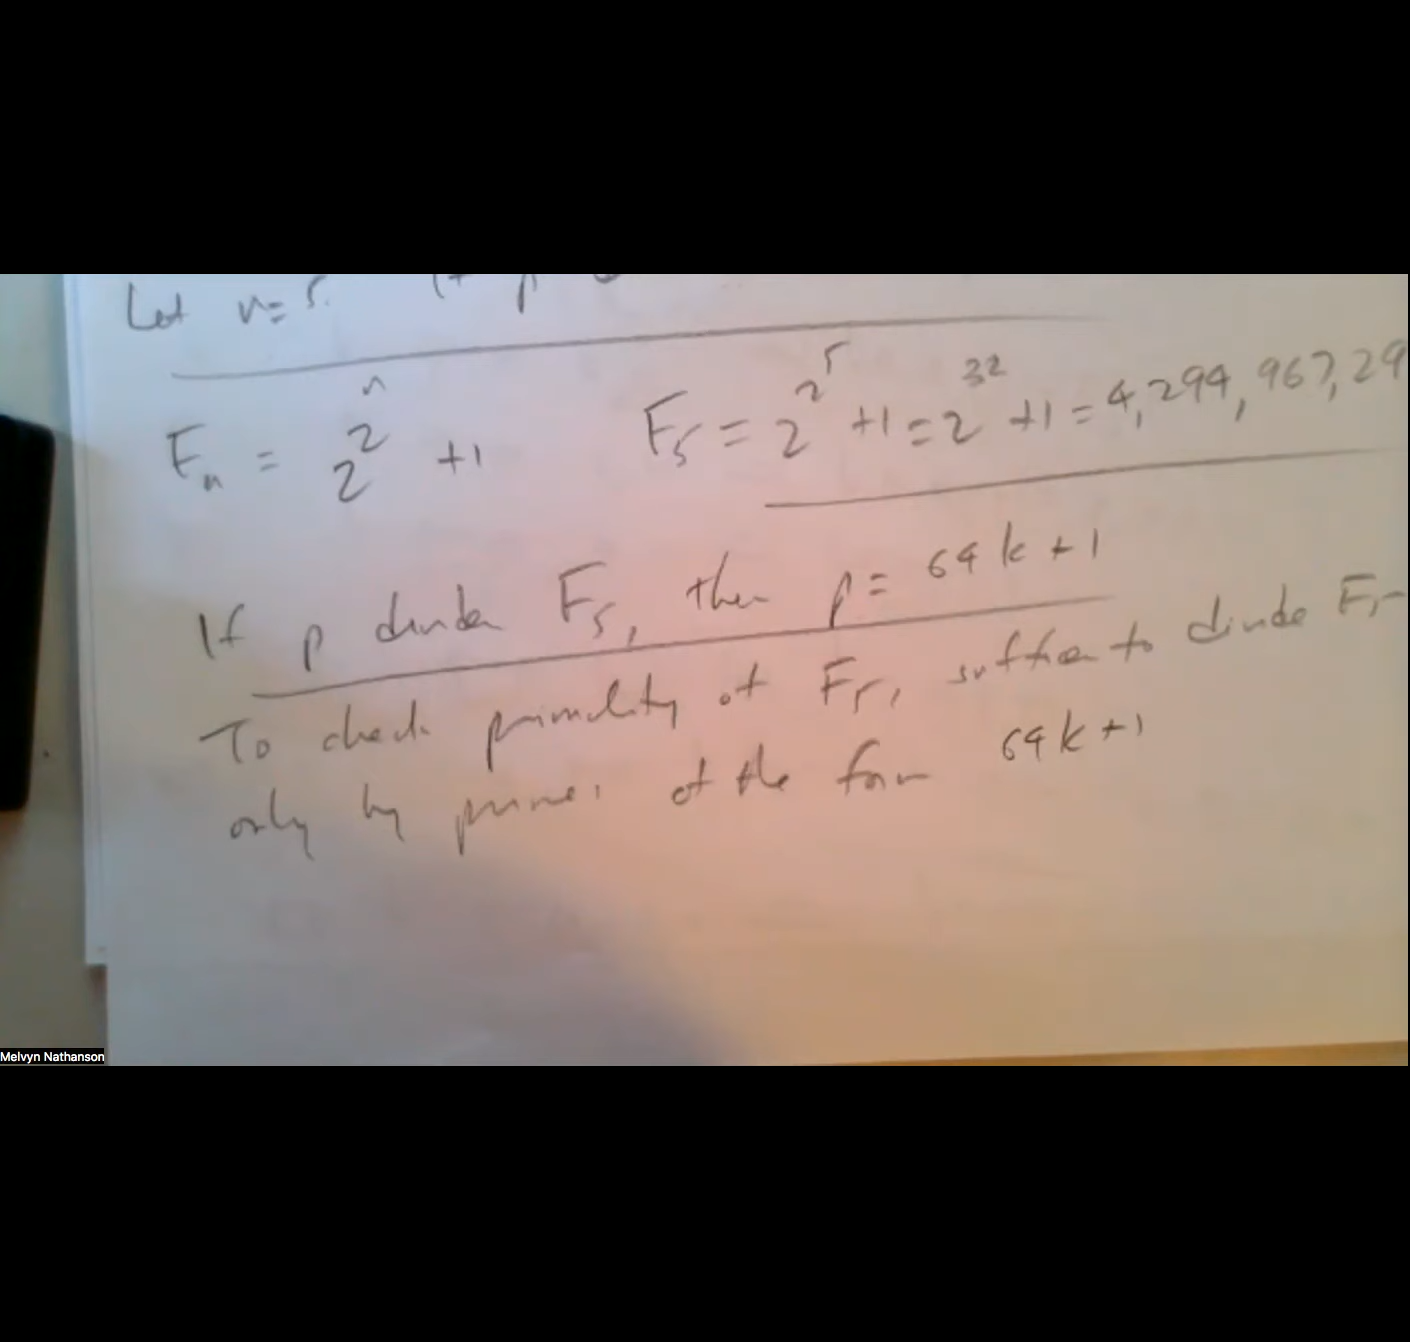 Let n=5. If p
Fₙ = 2^2^n +1 F₅ = 2^2^5 +1 = 2^32 +1 = 4,294,967,29
If p divides F₅, then p = 64k+1
To check primality of F₅, suffices to divide F₅
only by primes of the form 64k+1
Melvyn Nathanson